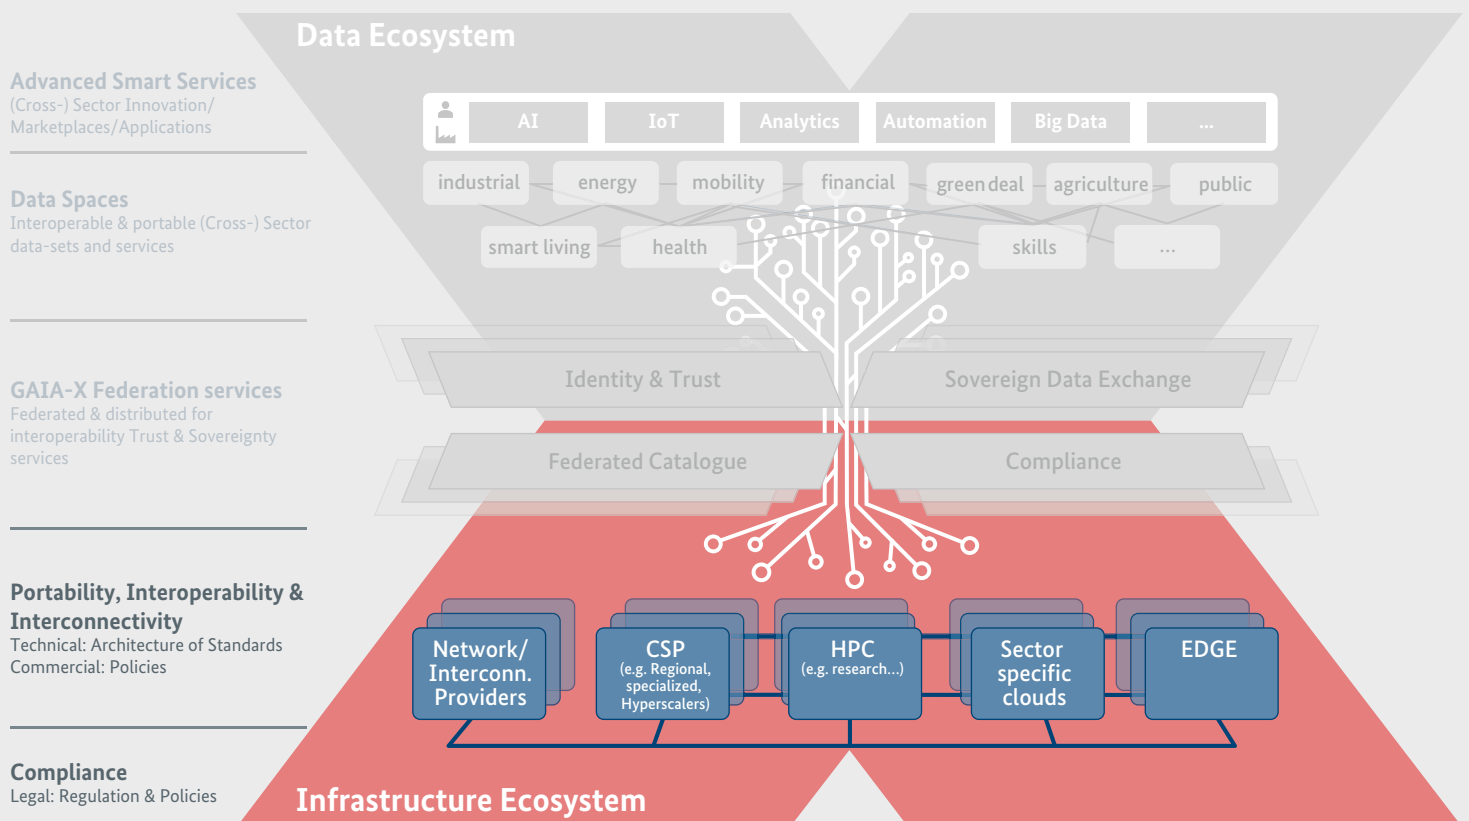 Data Ecosystem
Advanced Smart Services
(Cross-) Sector Innovation/
Marketplaces/Applications
AI
IoT
Analytics
Automation
Big Data
...
Data Spaces
Interoperable & portable (Cross-) Sector
data-sets and services
industrial
energy
mobility
financial
green deal
agriculture
public
smart living
health
skills
...
GAIA-X Federation services
Federated & distributed for
interoperability Trust & Sovereignty
services
Identity & Trust
Sovereign Data Exchange
Federated Catalogue
Compliance
Portability, Interoperability &
Interconnectivity
Technical: Architecture of Standards
Commercial: Policies
Network/
Interconn.
Providers
CSP
(e.g. Regional,
specialized,
Hyperscalers)
HPC
(e.g. research...)
Sector
specific
clouds
EDGE
Compliance
Legal: Regulation & Policies
Infrastructure Ecosystem